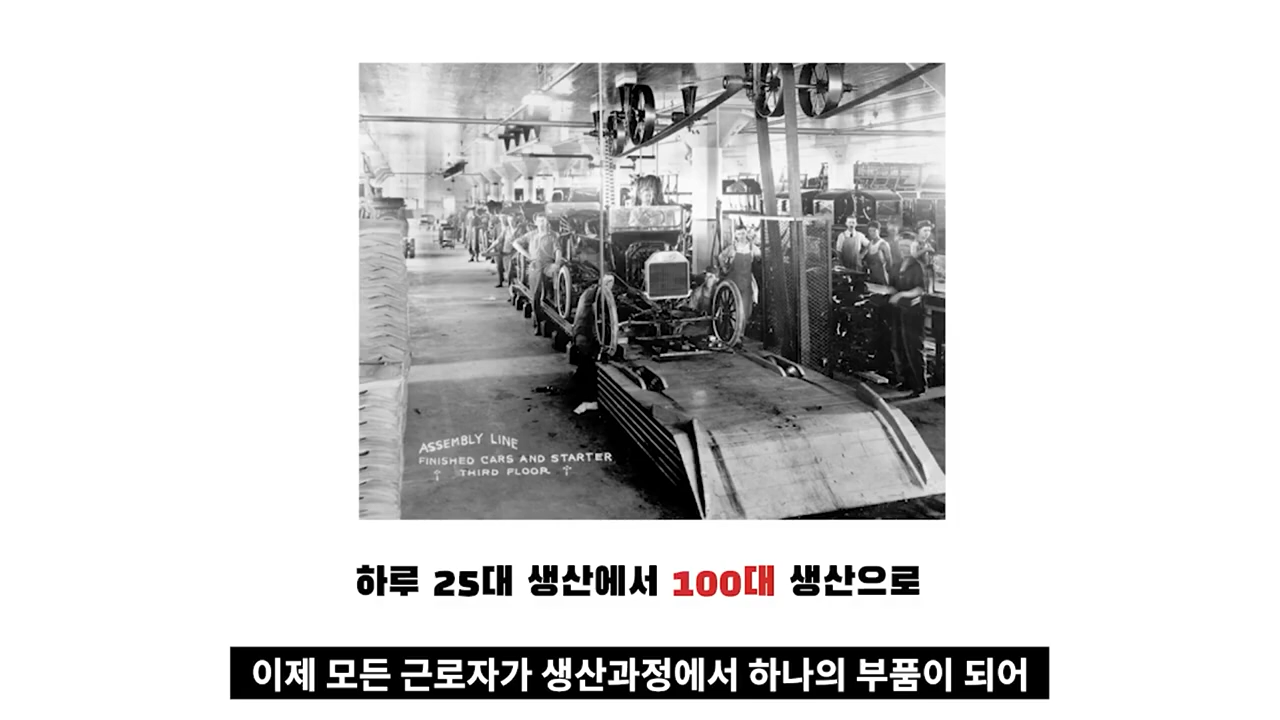 ASSEMBLY LINE
FINISHED CARS AND STARTER
↑ THIRD FLOOR ↑
하루 25대 생산에서 100대 생산으로
이제 모든 근로자가 생산과정에서 하나의 부품이 되어